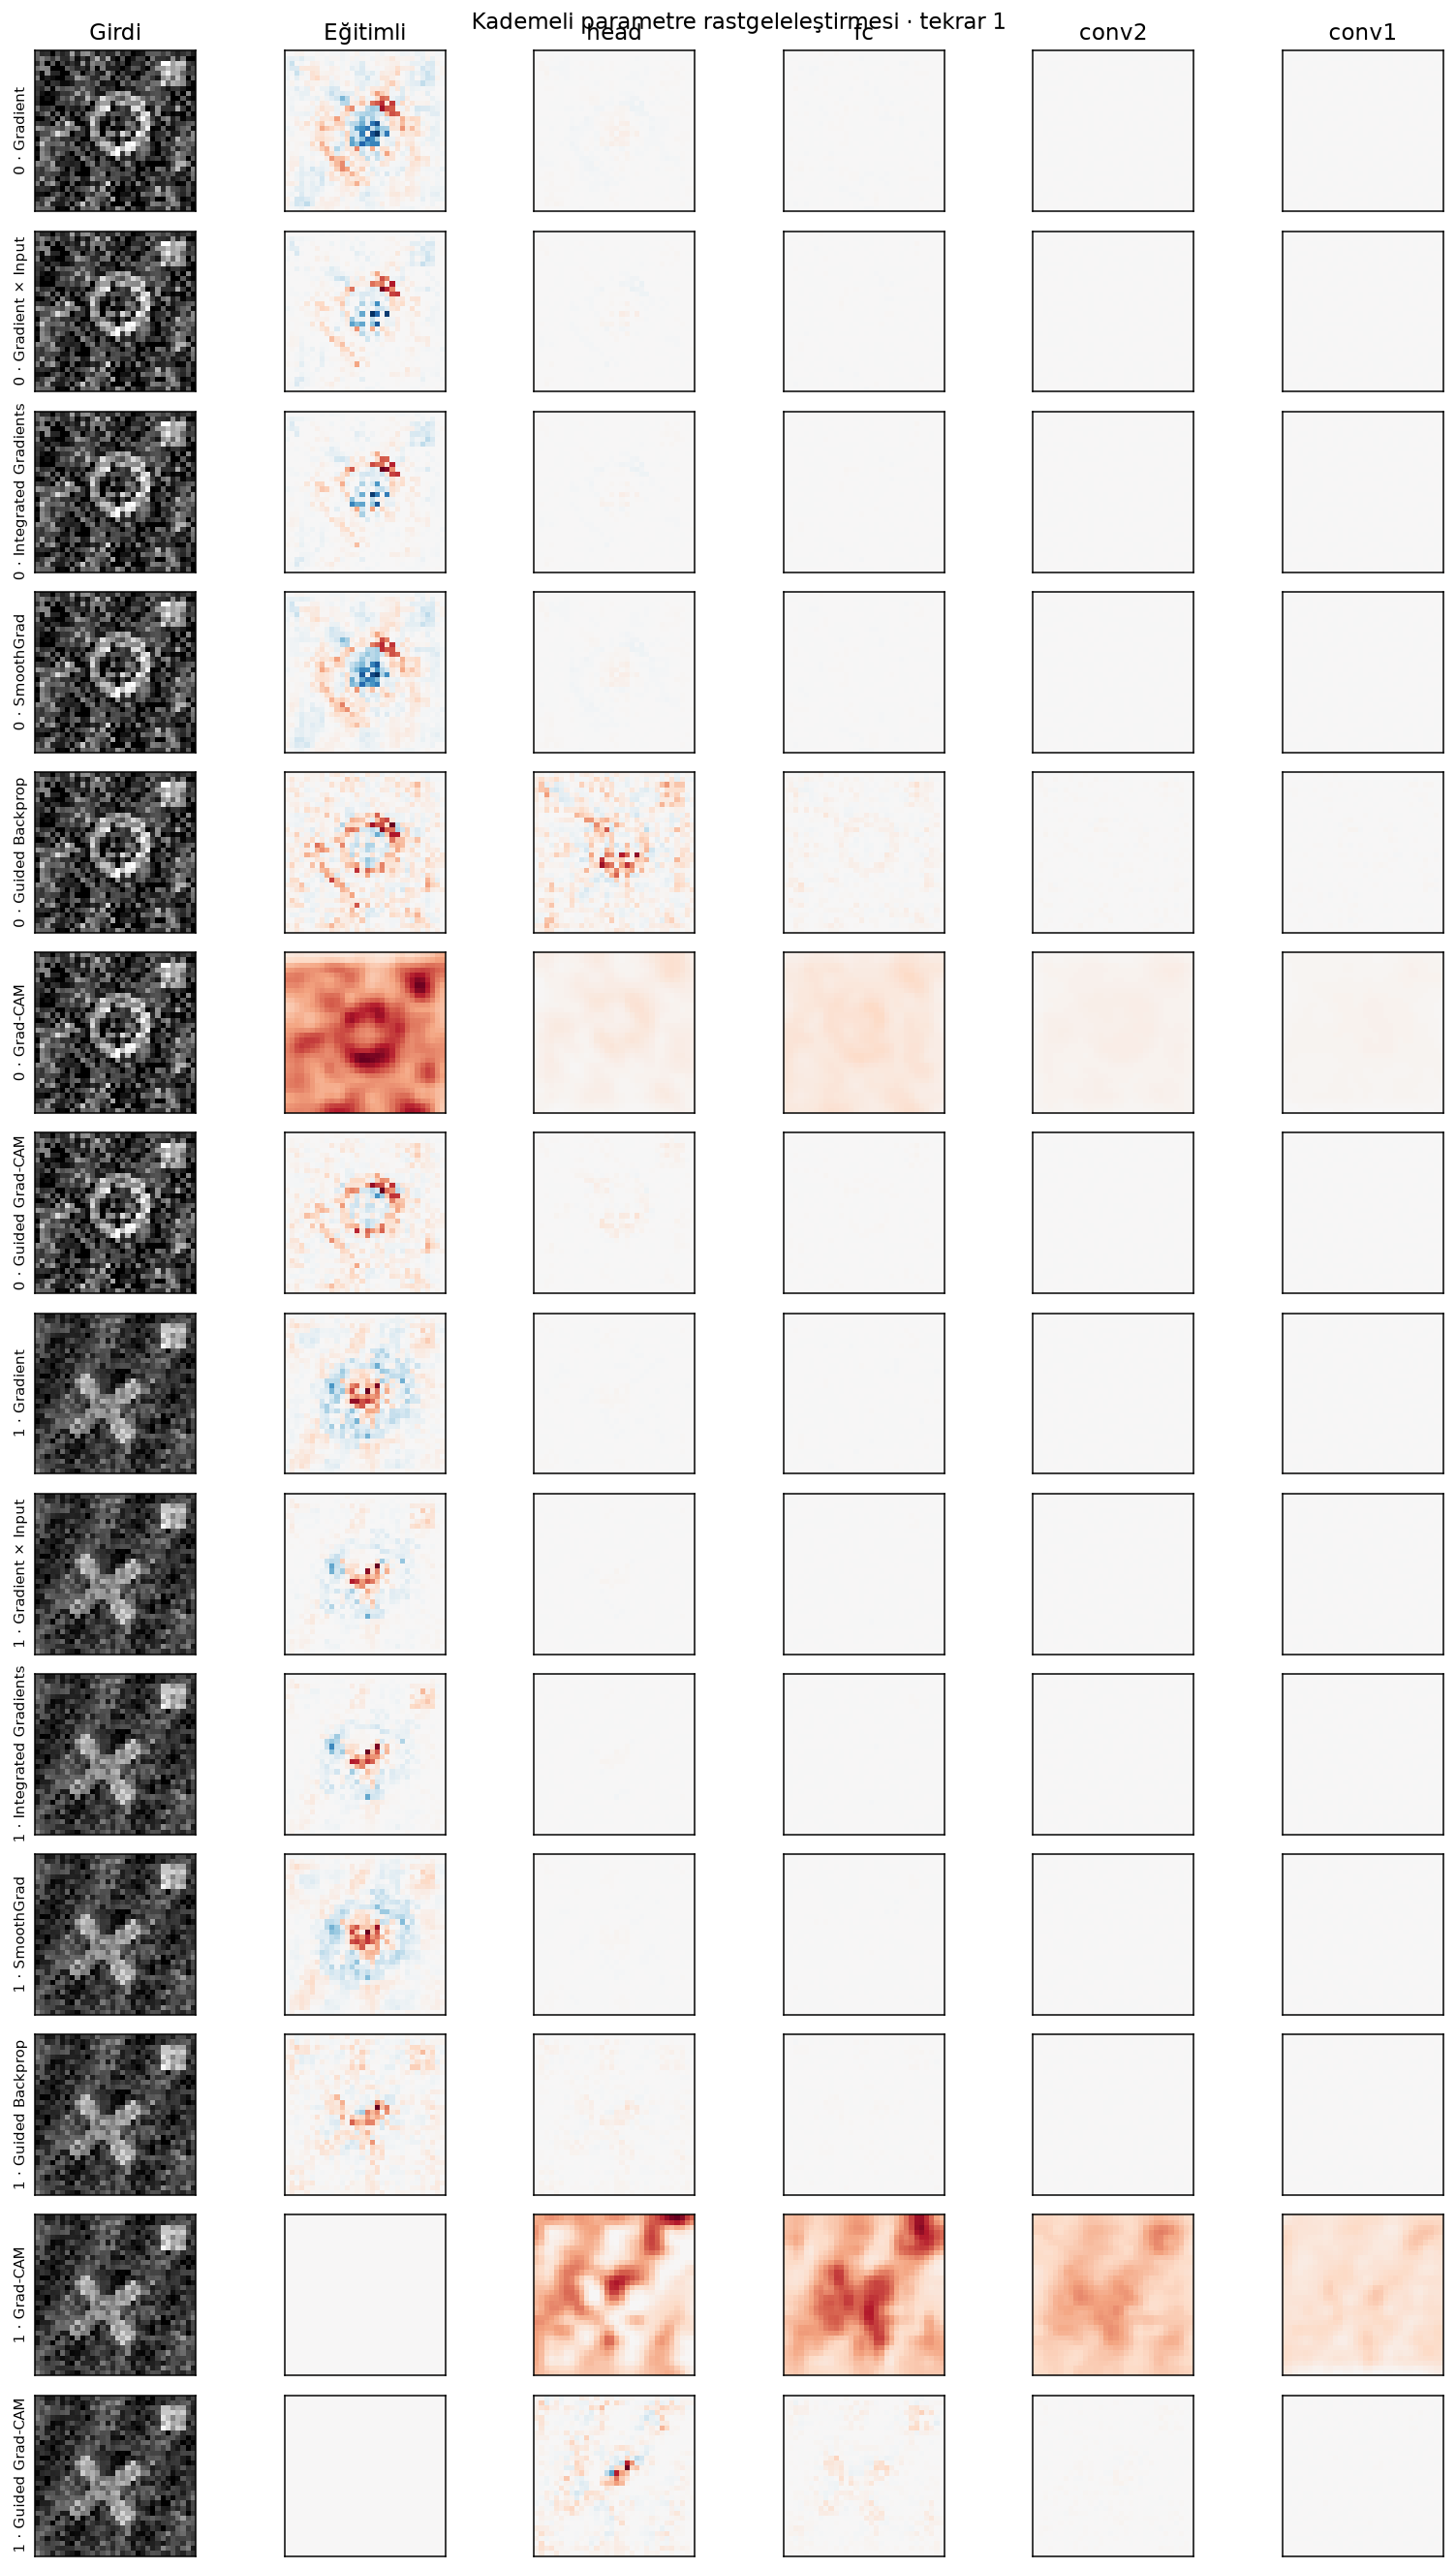 Kademeli parametre rastgeleleştirmesi · tekrar 1
Girdi
Eğitimli
head
fc
conv2
conv1
0 · Gradient
0 · Gradient × Input
0 · Integrated Gradients
0 · SmoothGrad
0 · Guided Backprop
0 · Grad-CAM
0 · Guided Grad-CAM
1 · Gradient
1 · Gradient × Input
1 · Integrated Gradients
1 · SmoothGrad
1 · Guided Backprop
1 · Grad-CAM
1 · Guided Grad-CAM